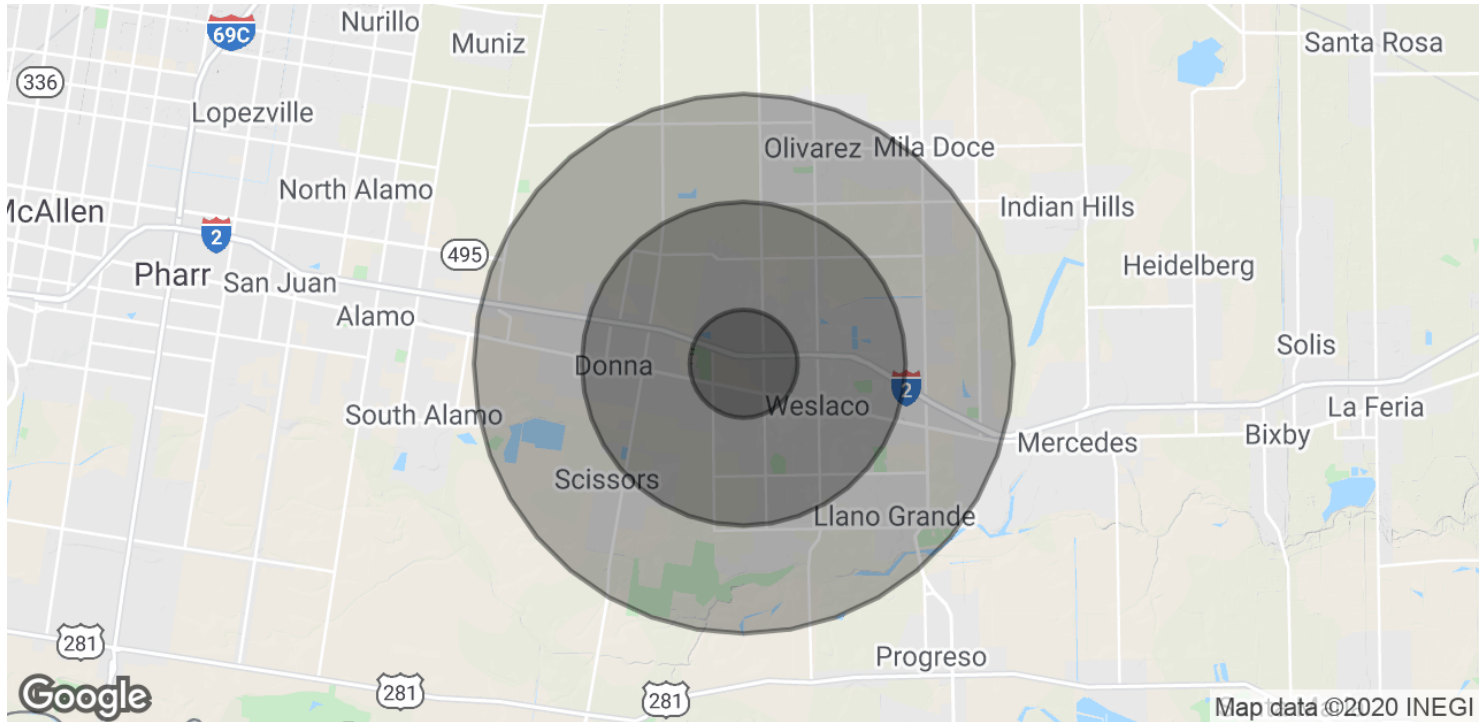 69C
Nurillo
Muniz
Santa Rosa
336
Lopezville
Olivarez
Mila Doce
North Alamo
McAllen
Indian Hills
2
495
Pharr
San Juan
Heidelberg
Alamo
Solis
Donna
2
Weslaco
La Feria
South Alamo
Mercedes
Bixby
Scissors
Llano Grande
281
Progreso
Google
281
281
Map data ©2020 INEGI